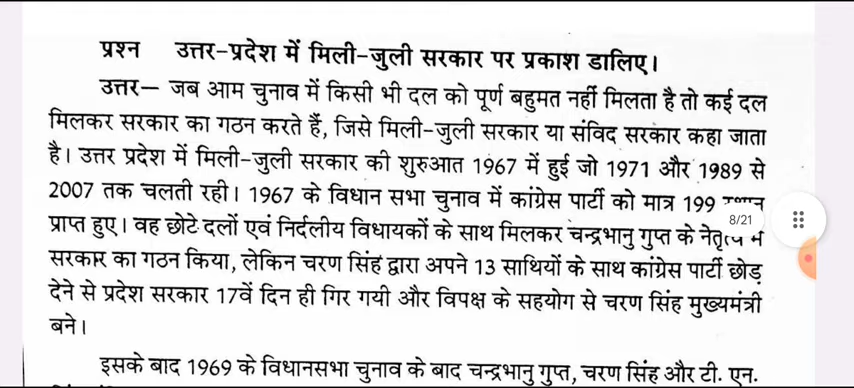 प्रश्न उत्तर-प्रदेश में मिली-जुली सरकार पर प्रकाश डालिए।
उत्तर— जब आम चुनाव में किसी भी दल को पूर्ण बहुमत नहीं मिलता है तो कई दल
मिलकर सरकार का गठन करते हैं, जिसे मिली-जुली सरकार या संविद सरकार कहा जाता
है। उत्तर प्रदेश में मिली-जुली सरकार की शुरुआत 1967 में हुई जो 1971 और 1989 से
2007 तक चलती रही। 1967 के विधान सभा चुनाव में कांग्रेस पार्टी को मात्र 199
8/21
प्राप्त हुए। वह छोटे दलों एवं निर्दलीय विधायकों के साथ मिलकर चन्द्रभानु गुप्त के नेतृत्व में
सरकार का गठन किया, लेकिन चरण सिंह द्वारा अपने 13 साथियों के साथ कांग्रेस पार्टी छोड़
देने से प्रदेश सरकार 17वें दिन ही गिर गयी और विपक्ष के सहयोग से चरण सिंह मुख्यमंत्री
बने।
इसके बाद 1969 के विधानसभा चुनाव के बाद चन्द्रभानु गुप्त, चरण सिंह और टी. एन.